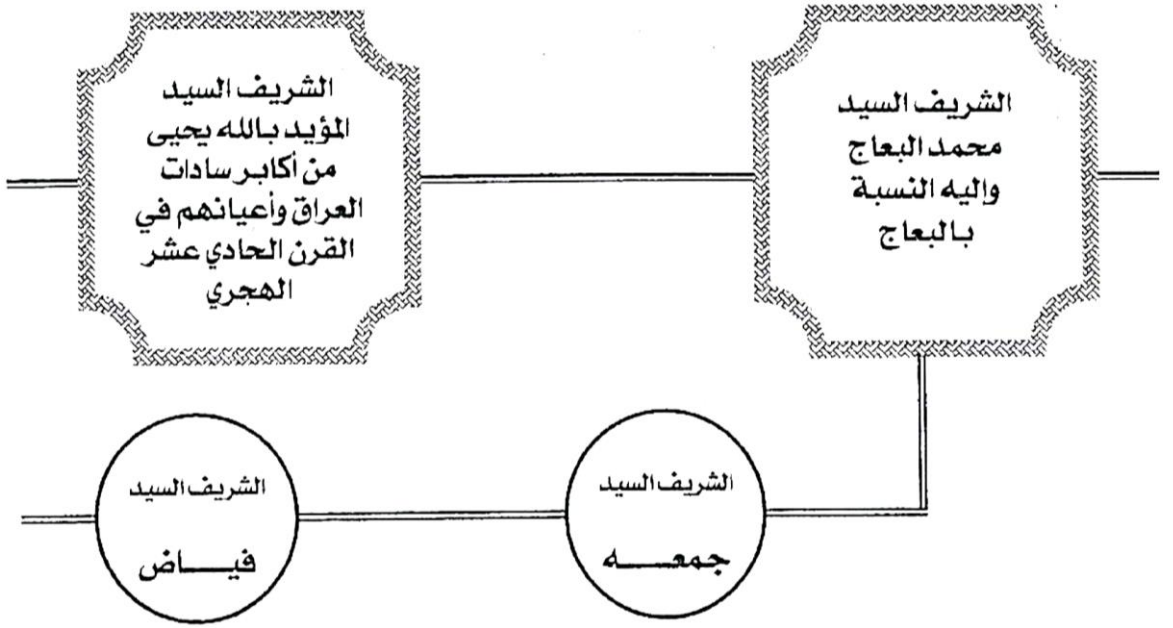 الشريف السيد
محمد البعاج
وإليه النسبة
بالبعاج
الشريف السيد
المؤيد بالله يحيى
من أكابر سادات
العراق وأعيانهم في
القرن الحادي عشر
الهجري
الشريف السيد
جمعه
الشريف السيد
فياض